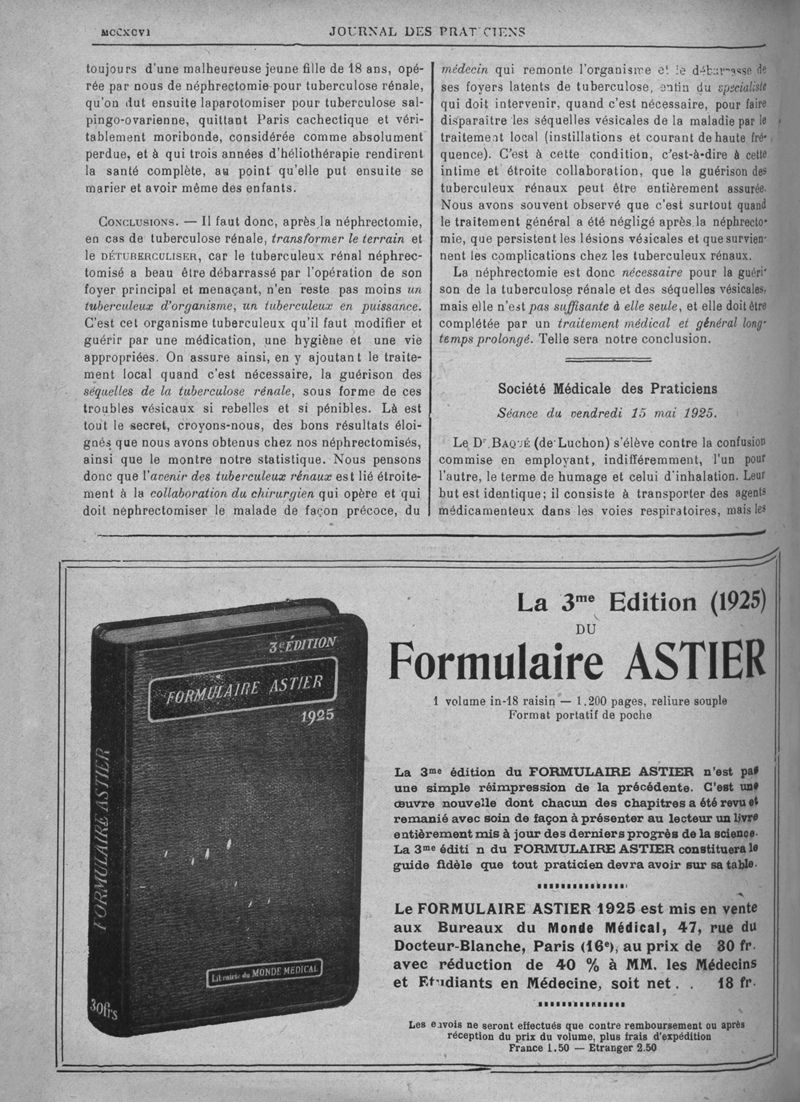 MCCXCVI
JOURNAL DES PRATICIENS
toujours d'une malheureuse jeune fille de 18 ans, opé-
rée par nous de néphrectomie pour tuberculose rénale,
qu'on dut ensuite laparotomiser pour tuberculose sal-
pingo-ovarienne, quittant Paris cachectique et véri-
tablement moribonde, considérée comme absolument
perdue, et à qui trois années d'héliothérapie rendirent
la santé complète, au point qu'elle put ensuite se
marier et avoir même des enfants.
CONCLUSIONS. — Il faut donc, après la néphrectomie,
en cas de tuberculose rénale, transformer le terrain et
le DÉTUBERCULISER, car le tuberculeux rénal néphrec-
tomisé a beau être débarrassé par l'opération de son
foyer principal et menaçant, n'en reste pas moins un
tuberculeux d'organisme, un tuberculeux en puissance.
C'est cet organisme tuberculeux qu'il faut modifier et
guérir par une médication, une hygiène et une vie
appropriées. On assure ainsi, en y ajoutant le traite-
ment local quand c'est nécessaire, la guérison des
séquelles de la tuberculose rénale, sous forme de ces
troubles vésicaux si rebelles et si pénibles. Là est
tout le secret, croyons-nous, des bons résultats éloi-
gnés que nous avons obtenus chez nos néphrectomisés,
ainsi que le montre notre statistique. Nous pensons
donc que l'avenir des tuberculeux rénaux est lié étroite-
ment à la collaboration du chirurgien qui opère et qui
doit néphrectomiser le malade de façon précoce, du
médecin qui remonte l'organisme et le débarrasse de
ses foyers latents de tuberculose, enfin du spécialiste
qui doit intervenir, quand c'est nécessaire, pour faire
disparaître les séquelles vésicales de la maladie par le
traitement local (instillations et courant de haute fré-
quence). C'est à cette condition, c'est-à-dire à cette
intime et étroite collaboration, que la guérison des
tuberculeux rénaux peut être entièrement assurée.
Nous avons souvent observé que c'est surtout quand
le traitement général a été négligé après la néphrecto-
mie, que persistent les lésions vésicales et que survien-
nent les complications chez les tuberculeux rénaux.
La néphrectomie est donc nécessaire pour la guéri-
son de la tuberculose rénale et des séquelles vésicales,
mais elle n'est pas suffisante à elle seule, et elle doit être
complétée par un traitement médical et général long-
temps prolongé. Telle sera notre conclusion.
Société Médicale des Praticiens
Séance du vendredi 15 mai 1925.
Le Dr BAQUÉ (de Luchon) s'élève contre la confusion
commise en employant, indifféremment, l'un pour
l'autre, le terme de humage et celui d'inhalation. Leur
but est identique; il consiste à transporter des agents
médicamenteux dans les voies respiratoires, mais les
3e ÉDITION
FORMULAIRE ASTIER
1925
FORMULAIRE ASTIER
Librairie du MONDE MEDICAL
30frs
La 3me Edition (1925)
DU
Formulaire ASTIER
1 volume in-18 raisin — 1.200 pages, reliure souple
Format portatif de poche
La 3me édition du FORMULAIRE ASTIER n'est pas
une simple réimpression de la précédente. C'est une
œuvre nouvelle dont chacun des chapitres a été revu et
remanié avec soin de façon à présenter au lecteur un livre
entièrement mis à jour des derniers progrès de la science.
La 3me éditi n du FORMULAIRE ASTIER constituera le
guide fidèle que tout praticien devra avoir sur sa table.
Le FORMULAIRE ASTIER 1925 est mis en vente
aux Bureaux du Monde Médical, 47, rue du
Docteur-Blanche, Paris (16e), au prix de 30 fr.
avec réduction de 40 % à MM. les Médecins
et Etudiants en Médecine, soit net. . 18 fr.
Les envois ne seront effectués que contre remboursement ou après
réception du prix du volume, plus frais d'expédition
France 1.50 — Etranger 2.50